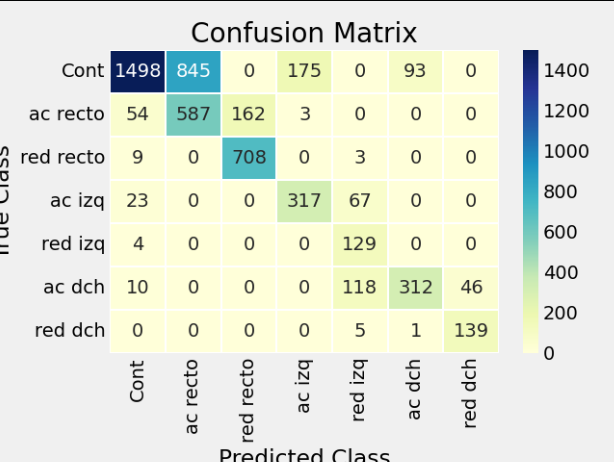 Confusion Matrix
Cont 1498 845 0 175 0 93 0
ac recto 54 587 162 3 0 0 0
red recto 9 0 708 0 3 0 0
ac izq 23 0 0 317 67 0 0
red izq 4 0 0 0 129 0 0
ac dch 10 0 0 0 118 312 46
red dch 0 0 0 0 5 1 139
Cont ac recto red recto ac izq red izq ac dch red dch
Predicted Class
True Class
1400
1200
1000
800
600
400
200
0